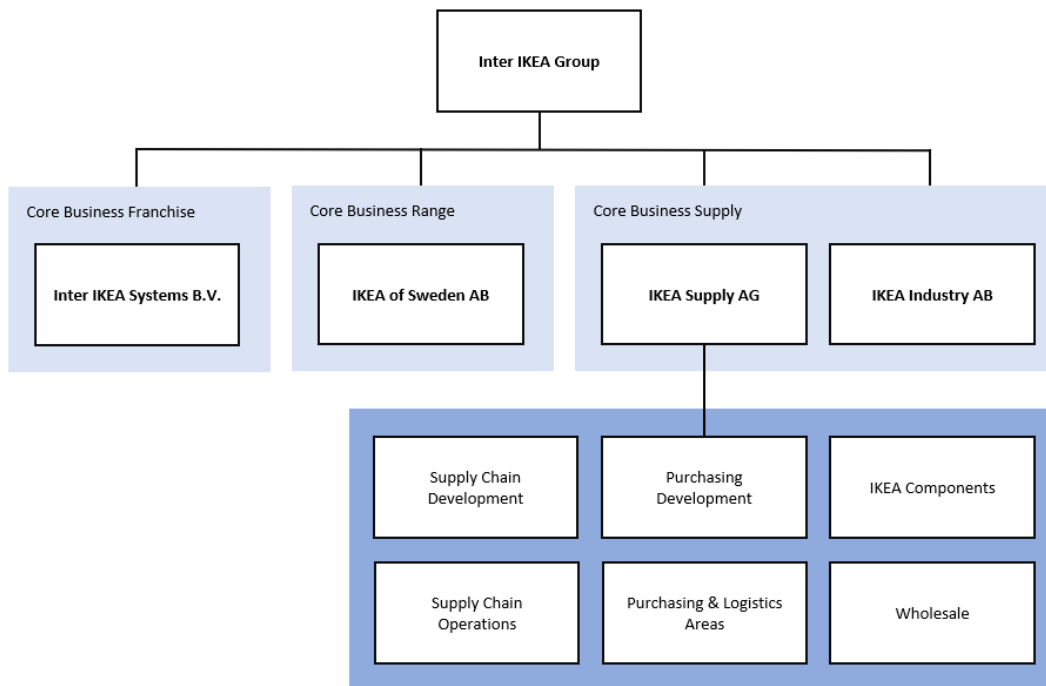 Inter IKEA Group
Core Business Franchise
Core Business Range
Core Business Supply
Inter IKEA Systems B.V.
IKEA of Sweden AB
IKEA Supply AG
IKEA Industry AB
Supply Chain
Development
Purchasing
Development
IKEA Components
Supply Chain
Operations
Purchasing & Logistics
Areas
Wholesale